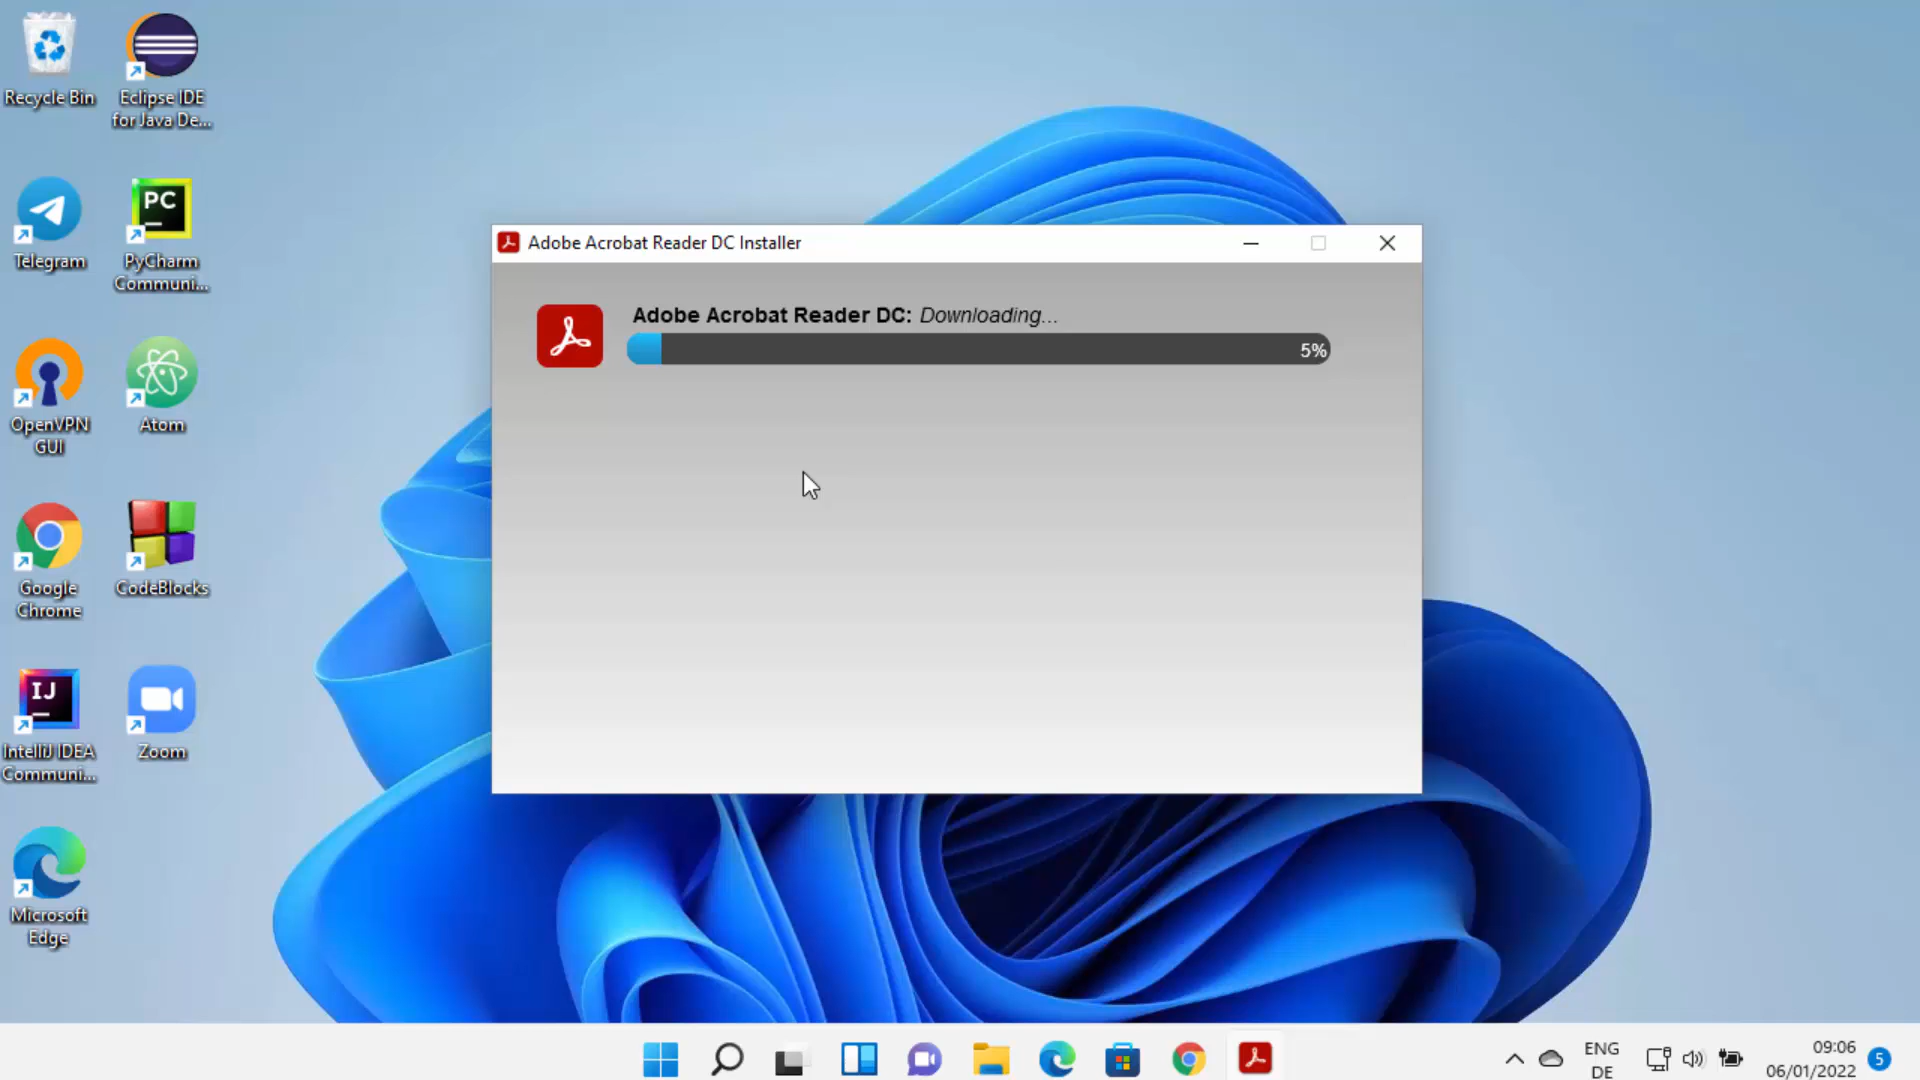 Recycle Bin
Eclipse IDE
for Java De...
Telegram
PC
PyCharm
Communi...
OpenVPN
GUI
Atom
Google
Chrome
CodeBlocks
IJ
IntelliJ IDEA
Communi...
Zoom
Microsoft
Edge
Adobe Acrobat Reader DC Installer
Adobe Acrobat Reader DC: Downloading...
5%
ENG
DE
09:06
06/01/2022
5